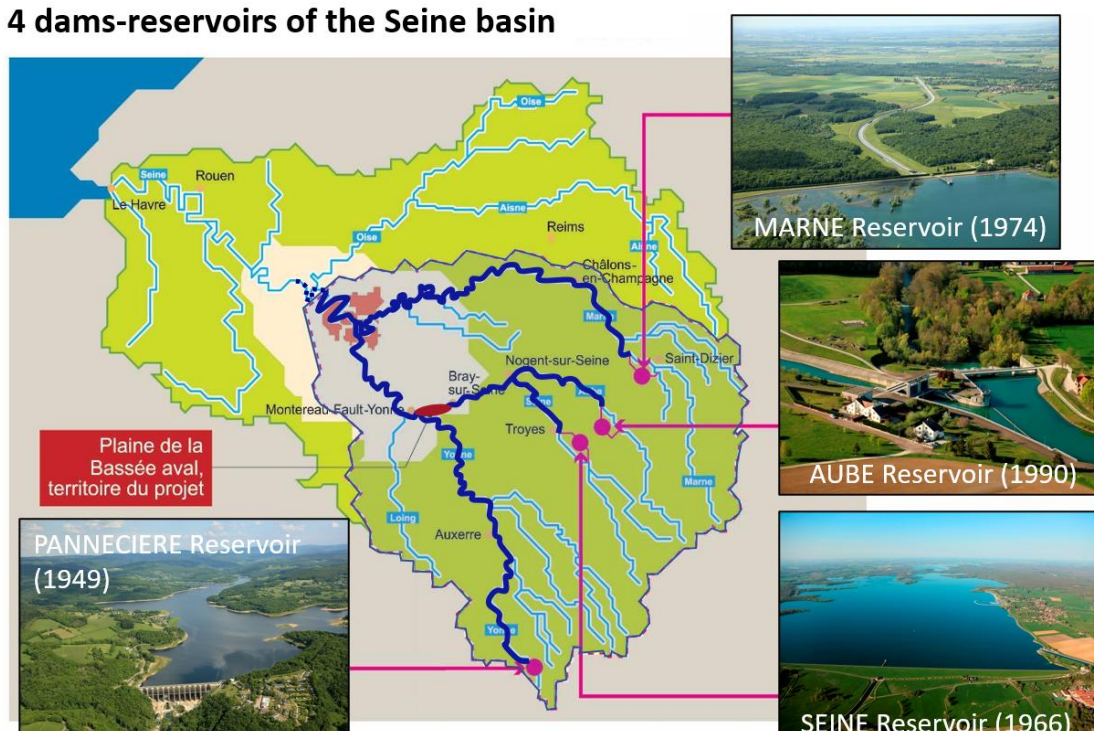 4 dams-reservoirs of the Seine basin
MARNE Reservoir (1974)
Oise
Seine
Rouen
Le Havre
Aisne
Oise
Reims
Aisne
Châlons-
en-Champagne
Marne
Saint-Dizier
Nogent-sur-Seine
Bray-
sur-Seine
Aube
Seine
Montereau-Fault-Yonne
Troyes
AUBE Reservoir (1990)
Plaine de la
Bassée aval,
territoire du projet
Yonne
Marne
Loing
Auxerre
PANNECIERE Reservoir
(1949)
Yonne
SEINE Reservoir (1966)